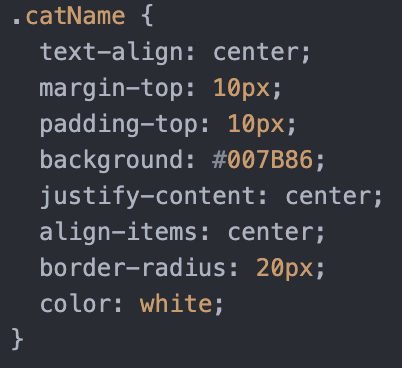 .catName {
  text-align: center;
  margin-top: 10px;
  padding-top: 10px;
  background: #007B86;
  justify-content: center;
  align-items: center;
  border-radius: 20px;
  color: white;
}